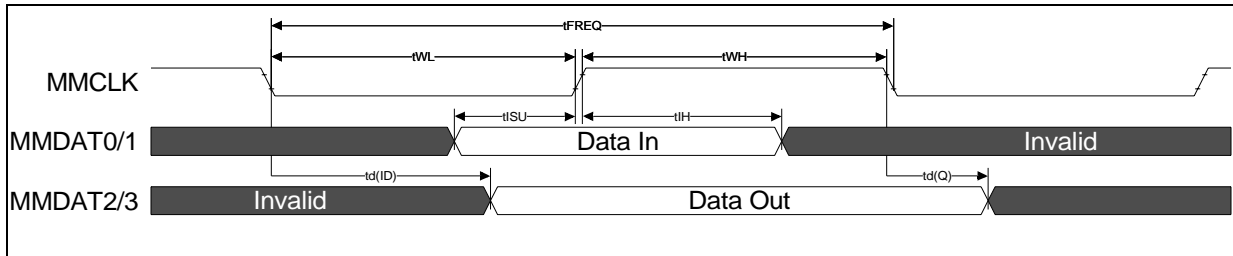 tFREQ
tWL
tWH
MMCLK
tISU
tIH
MMDAT0/1
Data In
Invalid
td(ID)
td(Q)
MMDAT2/3
Invalid
Data Out